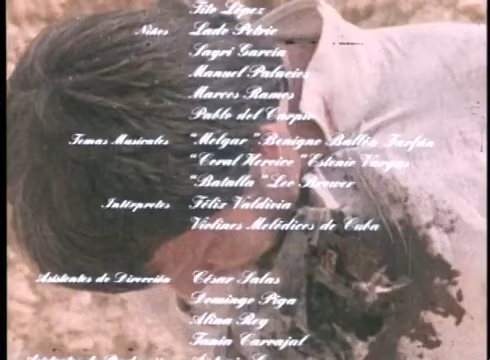 Tito López
Niños Lado Petric
Sayri García
Manuel Palacios
Marcos Ramos
Pablo del Carpio
Temas Musicales "Melgar" Benigno Ballón Farfán
"Coral Heroico" Estenio Vargas
"Batalla" Leo Brower
Intérpretes Félix Valdivia
Violines Melódicos de Cuba
Asistentes de Dirección César Salas
Domingo Piga
Alina Rey
Tania Carvajal